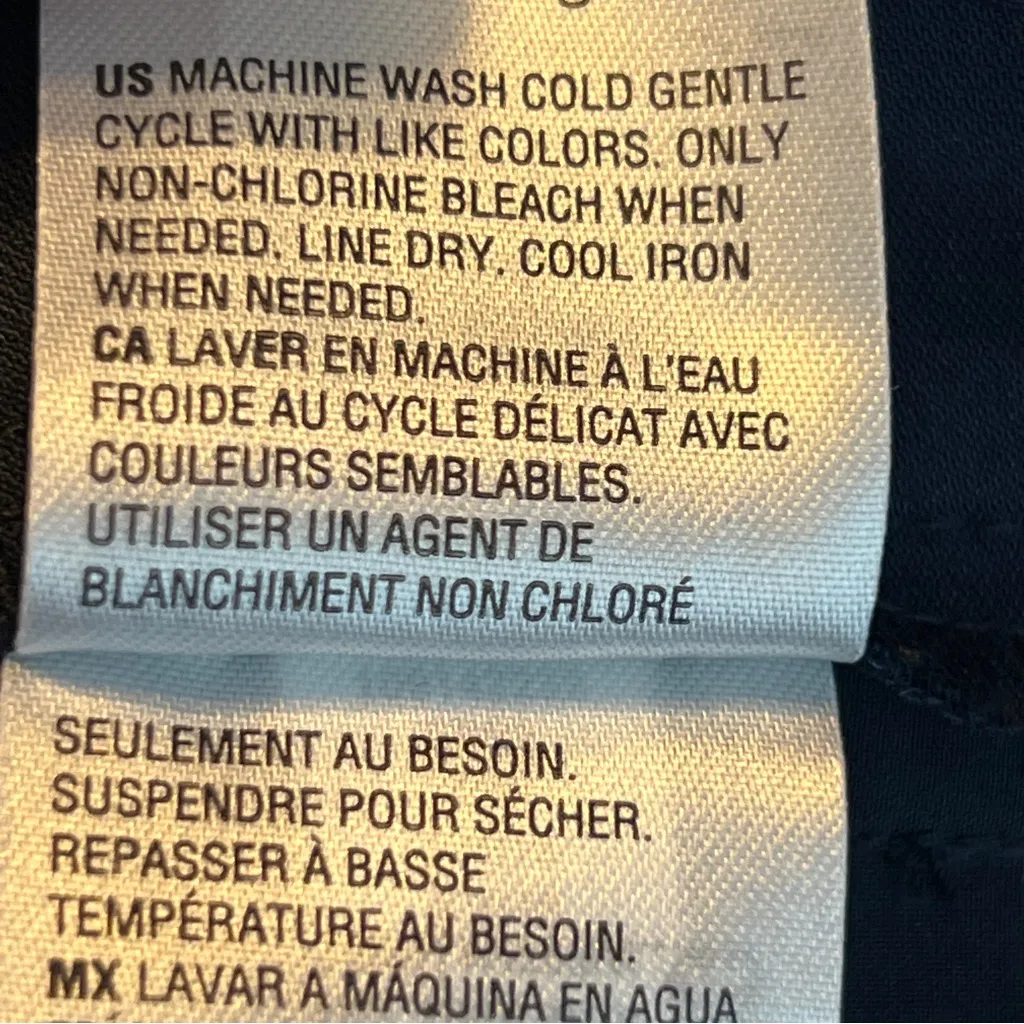 US MACHINE WASH COLD GENTLE
CYCLE WITH LIKE COLORS. ONLY
NON-CHLORINE BLEACH WHEN
NEEDED. LINE DRY. COOL IRON
WHEN NEEDED.
CA LAVER EN MACHINE À L'EAU
FROIDE AU CYCLE DÉLICAT AVEC
COULEURS SEMBLABLES.
UTILISER UN AGENT DE
BLANCHIMENT NON CHLORÉ
SEULEMENT AU BESOIN.
SUSPENDRE POUR SÉCHER.
REPASSER À BASSE
TEMPÉRATURE AU BESOIN.
MX LAVAR A MÁQUINA EN AGUA